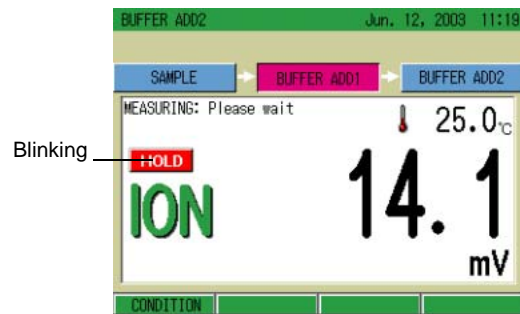 BUFFER ADD2 Jun. 12, 2003 11:19
SAMPLE BUFFER ADD1 BUFFER ADD2
MEASURING: Please wait
25.0℃
Blinking
HOLD
ION
14.1
mV
CONDITION